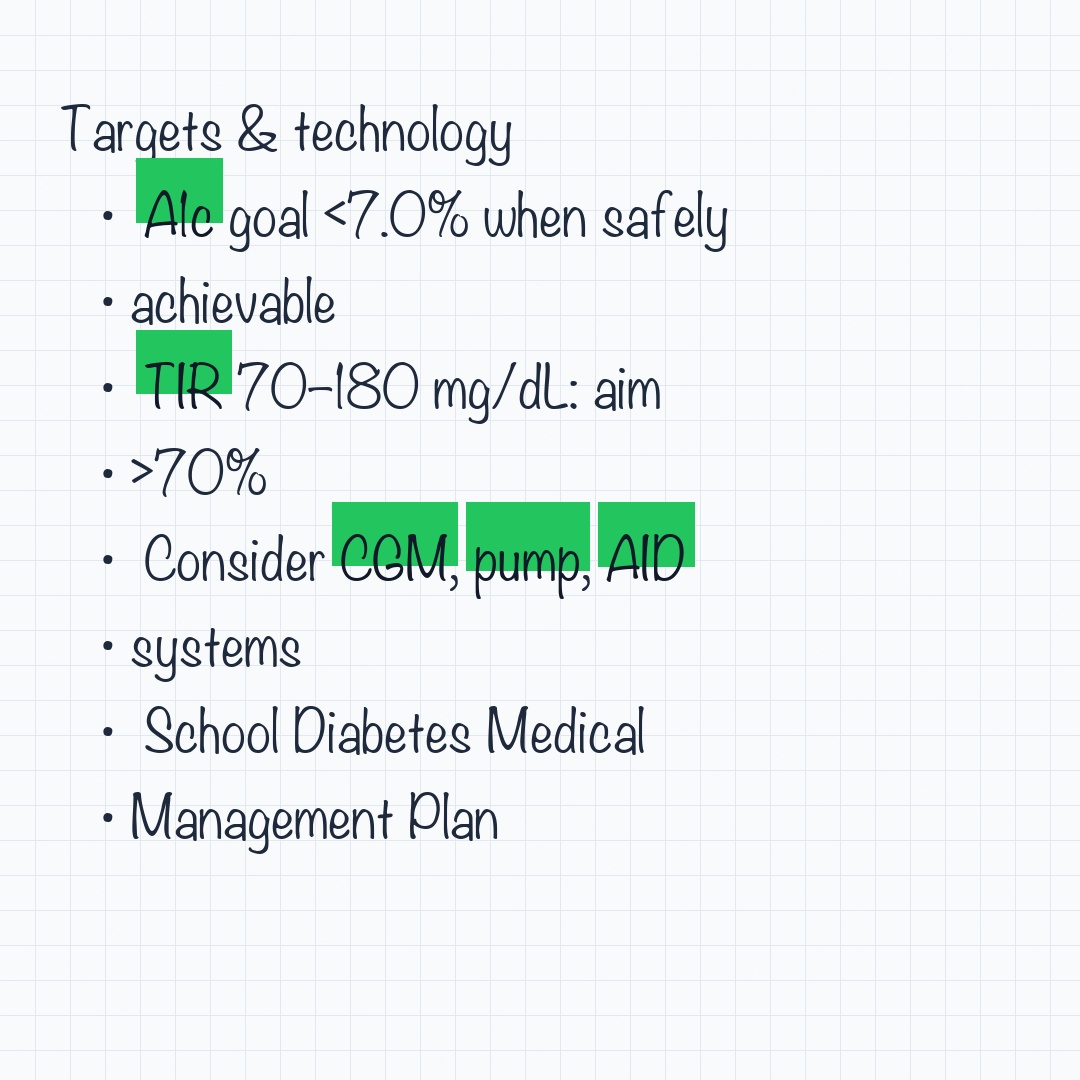 Targets & technology
• A1c goal <7.0% when safely
• achievable
• TIR 70–180 mg/dL: aim
• >70%
• Consider CGM, pump, AID
• systems
• School Diabetes Medical
• Management Plan